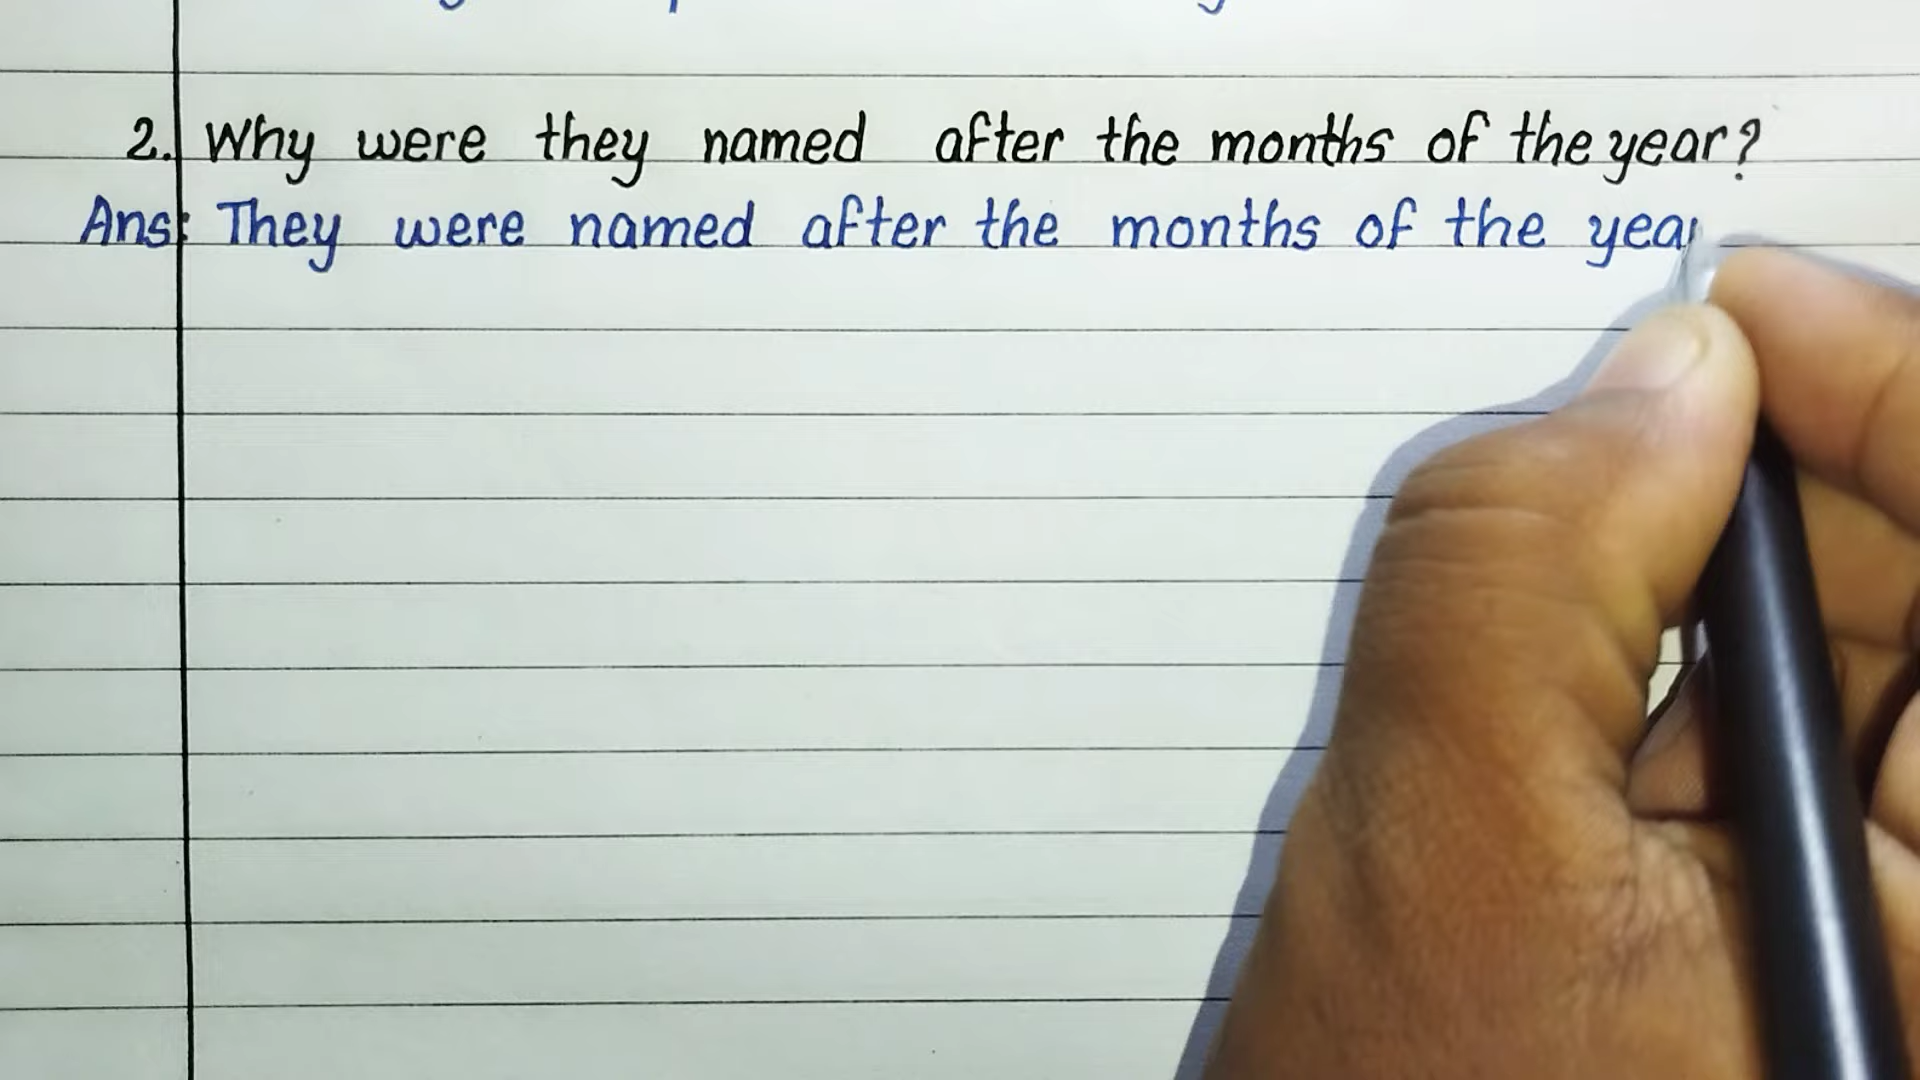 2. Why were they named after the months of the year?
Ans: They were named after the months of the year